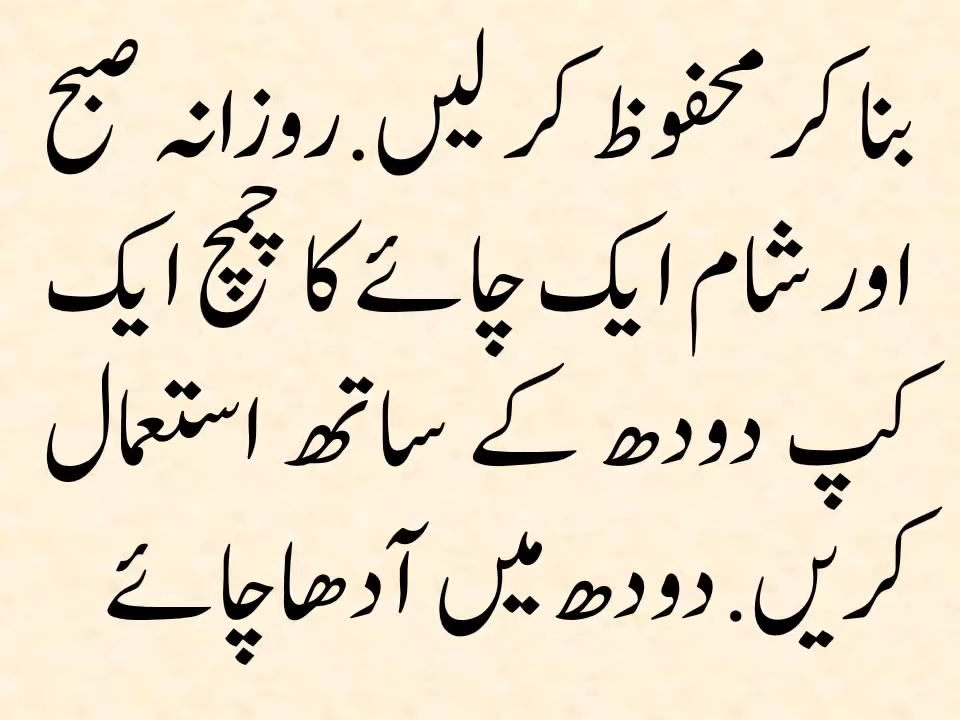 بنا کر محفوظ کر لیں. روزانہ صبح
اور شام ایک چائے کا چمچ ایک
کپ دودھ کے ساتھ استعمال
کریں. دودھ میں آدھا چائے